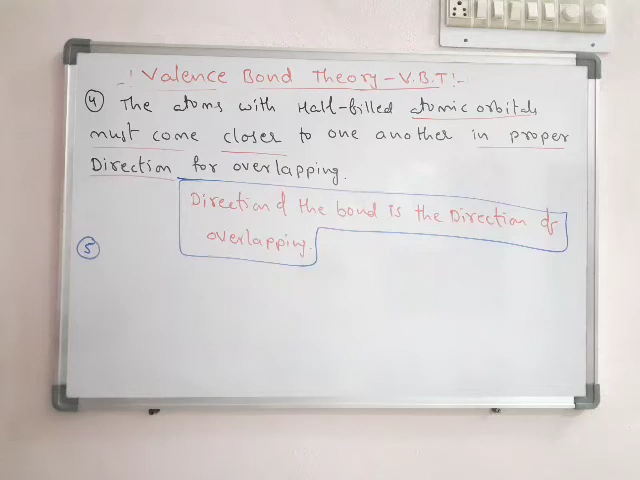 ! Valence Bond Theory - V.B.T !-
4 The atoms with Half-filled atomic orbitals
must come closer to one another in proper
Direction for overlapping.
Direction of the bond is the Direction of
overlapping.
5